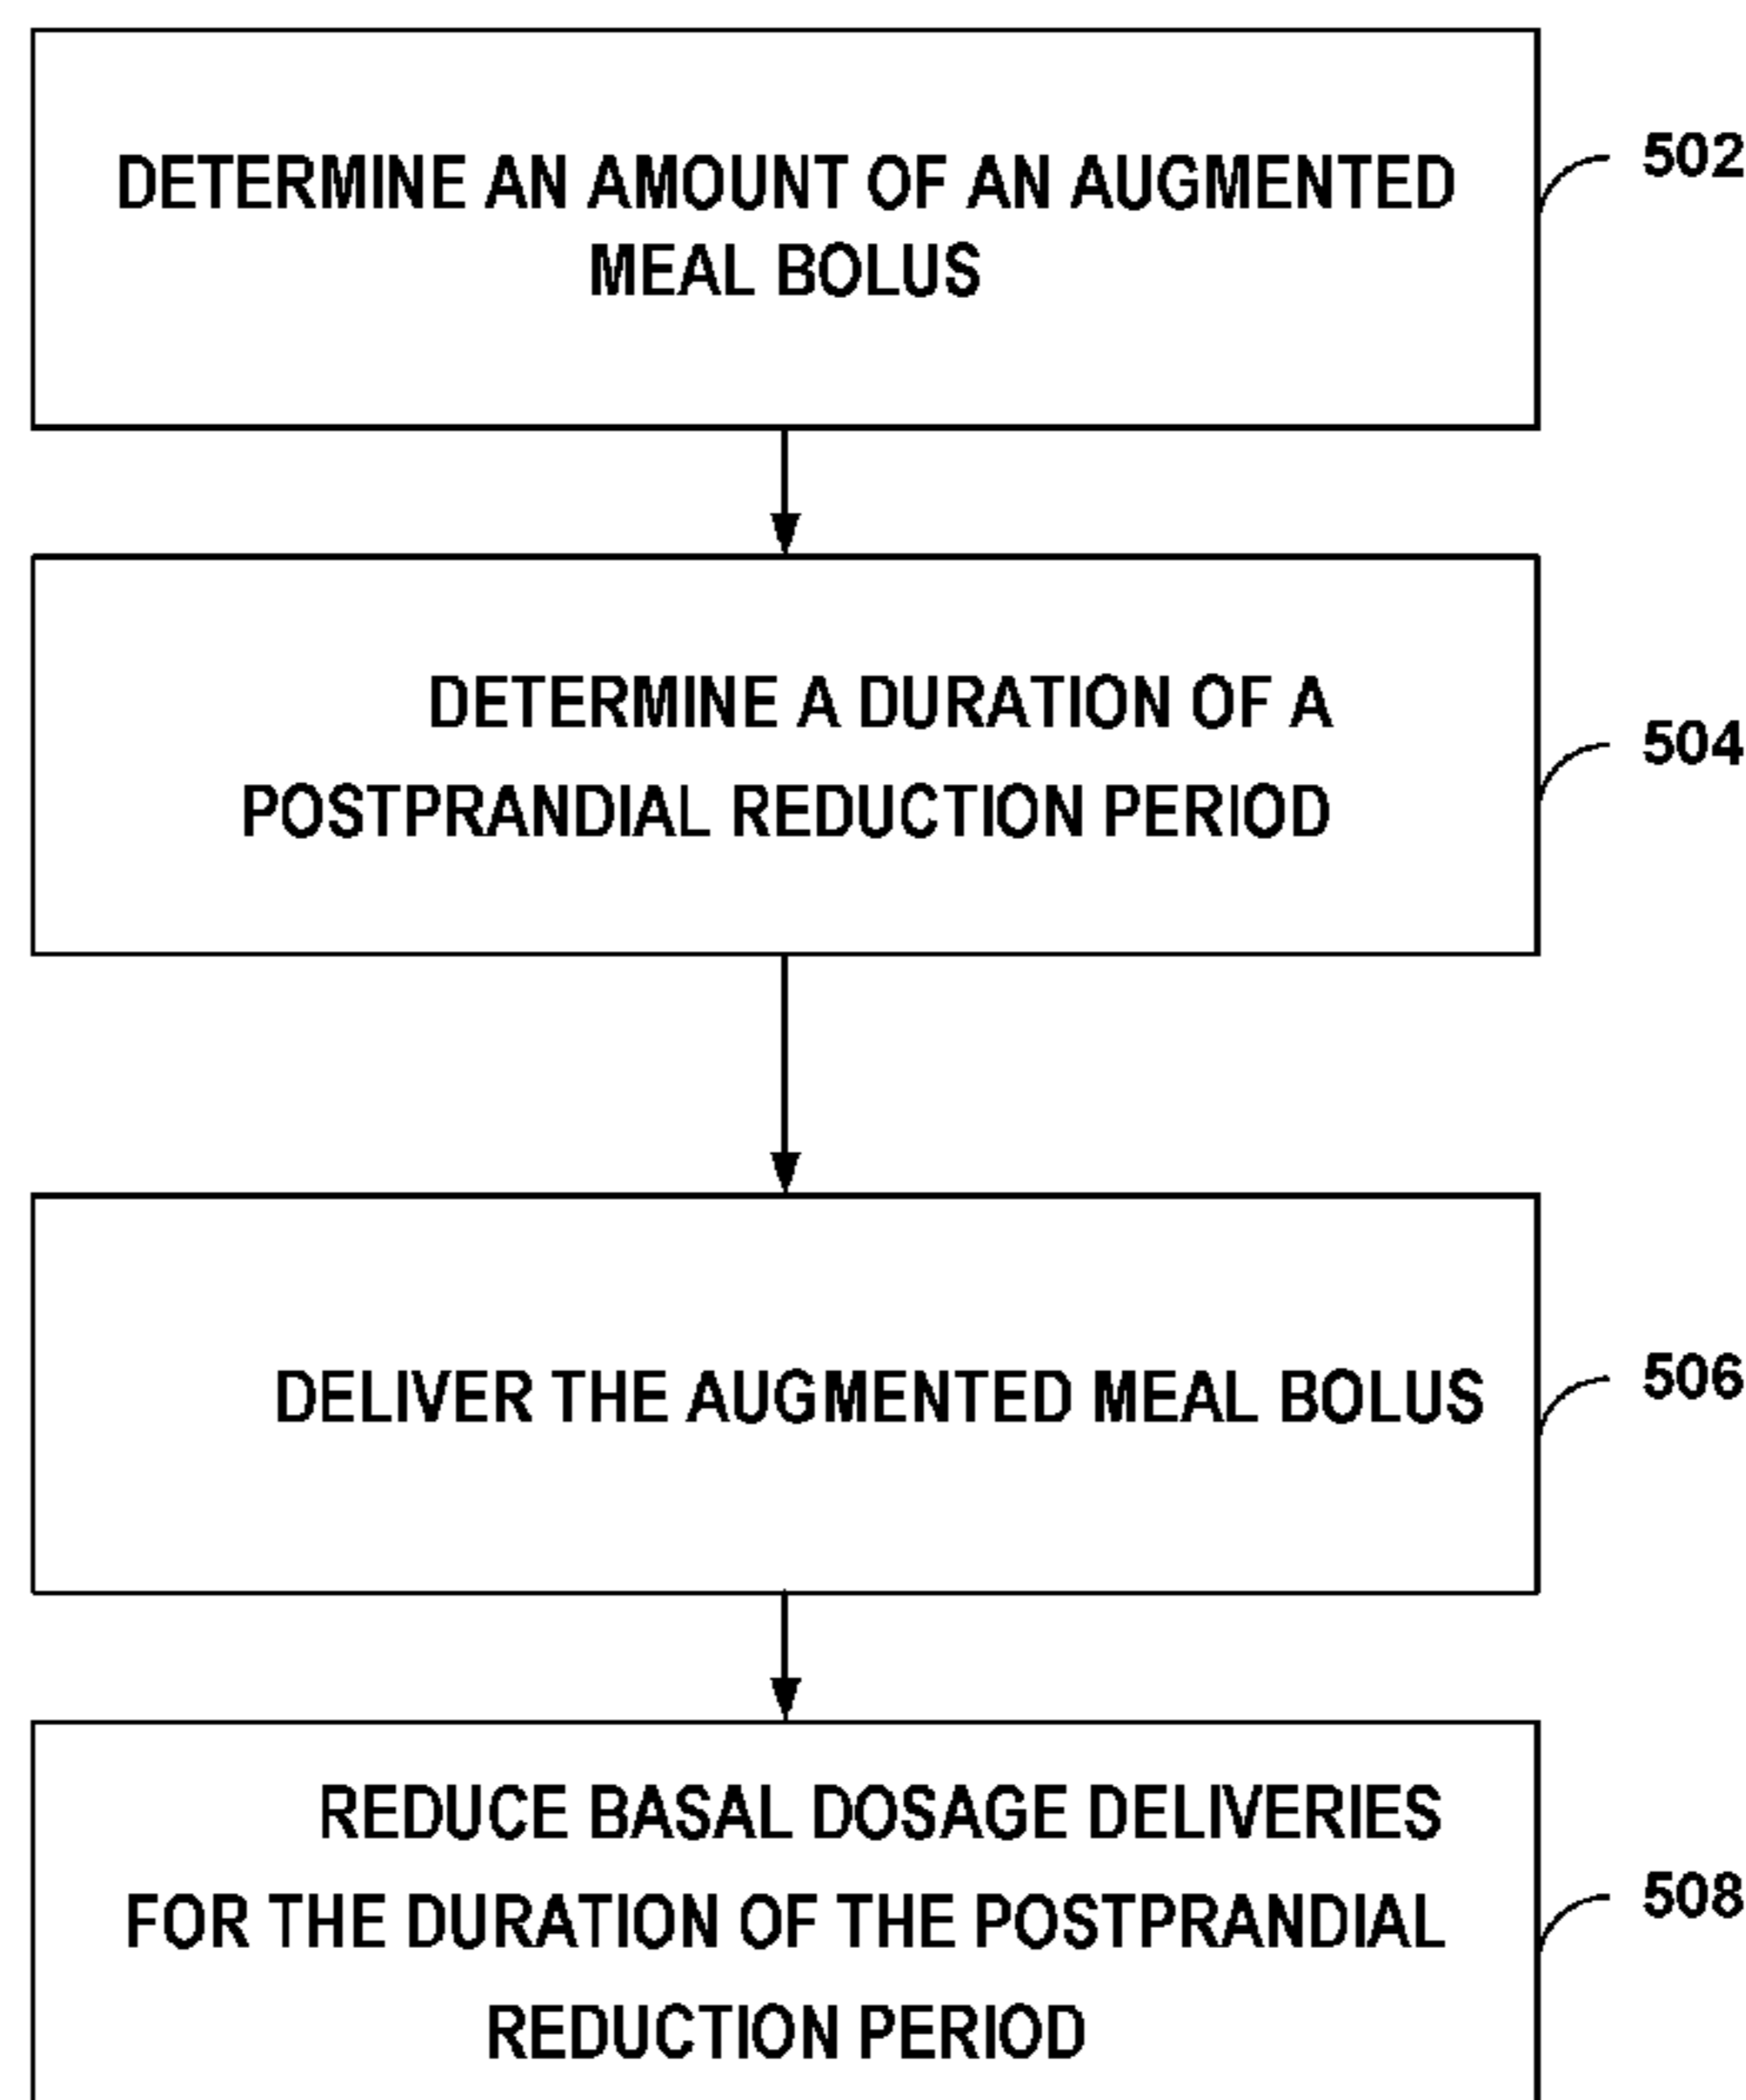 DETERMINE AN AMOUNT OF AN AUGMENTED
MEAL BOLUS
502
DETERMINE A DURATION OF A
POSTPRANDIAL REDUCTION PERIOD
504
DELIVER THE AUGMENTED MEAL BOLUS
506
REDUCE BASAL DOSAGE DELIVERIES
FOR THE DURATION OF THE POSTPRANDIAL
REDUCTION PERIOD
508